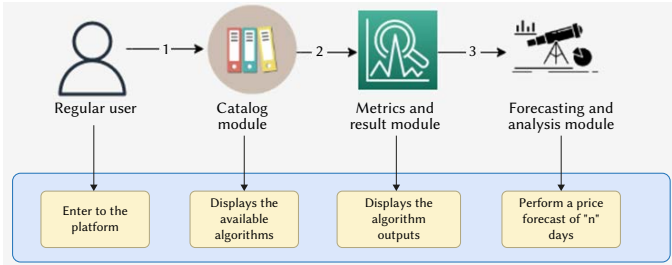 1
2
3
Regular user
Catalog
module
Metrics and
result module
Forecasting and
analysis module
Enter to the
platform
Displays the
available
algorithms
Displays the
algorithm
outputs
Perform a price
forecast of "n"
days